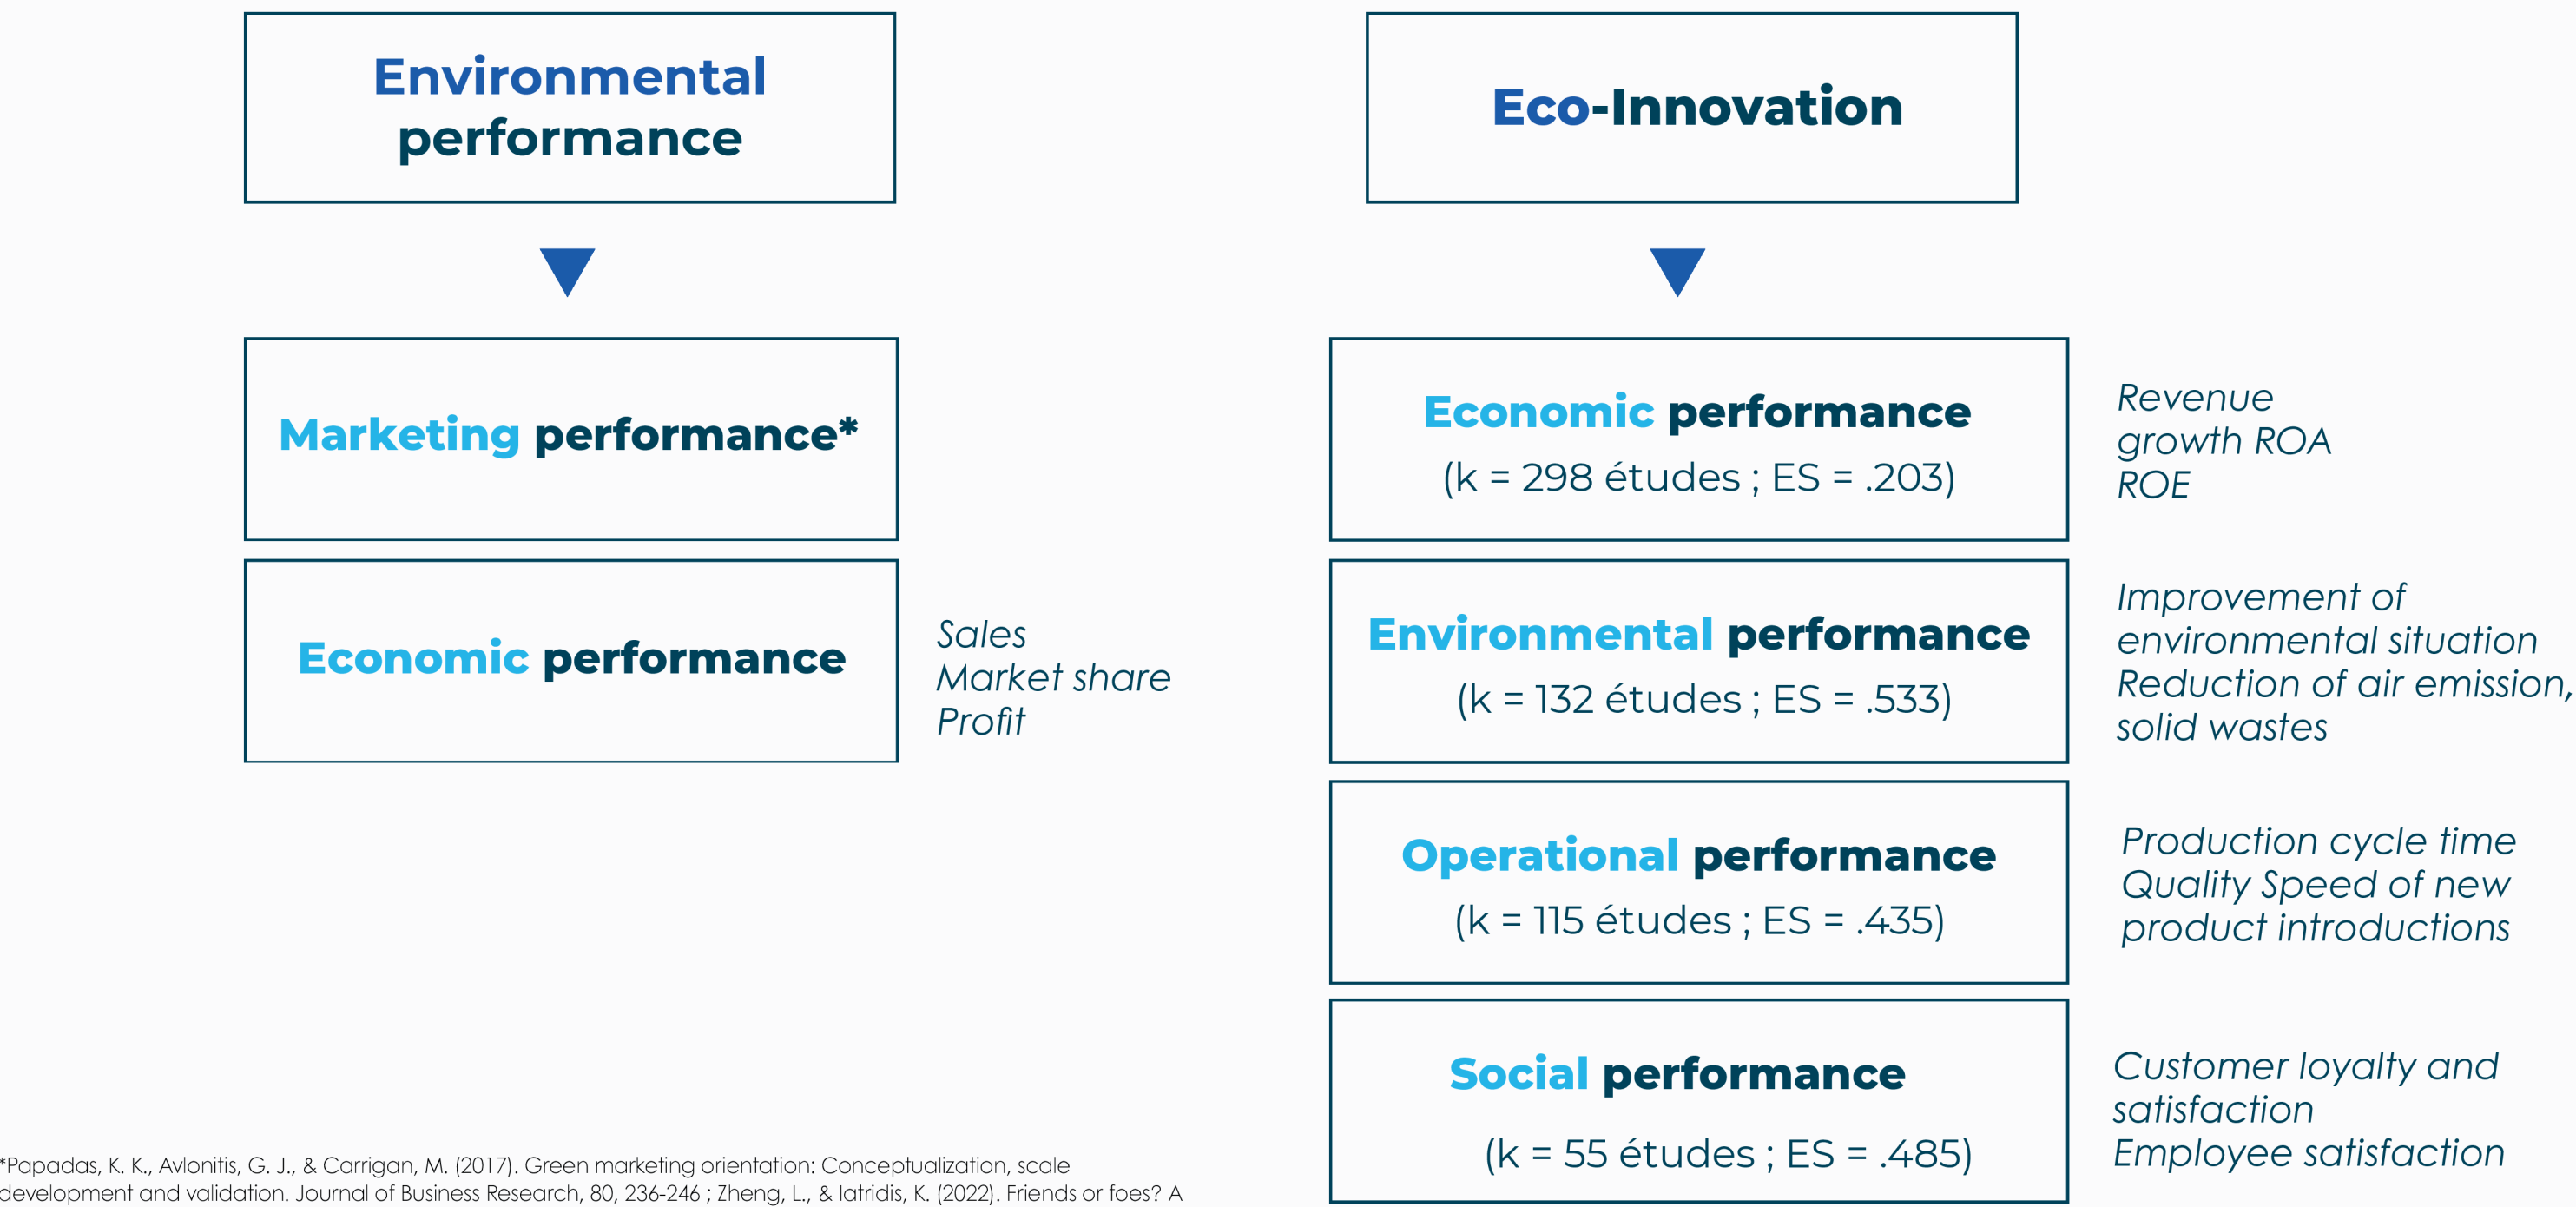 Environmental
performance
Marketing performance*
Economic performance
Sales
Market share
Profit
Eco-Innovation
Economic performance
(k = 298 études ; ES = .203)
Revenue
growth ROA
ROE
Environmental performance
(k = 132 études ; ES = .533)
Improvement of
environmental situation
Reduction of air emission,
solid wastes
Operational performance
(k = 115 études ; ES = .435)
Production cycle time
Quality Speed of new
product introductions
Social performance
(k = 55 études ; ES = .485)
Customer loyalty and
satisfaction
Employee satisfaction
*Papadas, K. K., Avlonitis, G. J., & Carrigan, M. (2017). Green marketing orientation: Conceptualization, scale
development and validation. Journal of Business Research, 80, 236-246 ; Zheng, L., & Iatridis, K. (2022). Friends or foes? A